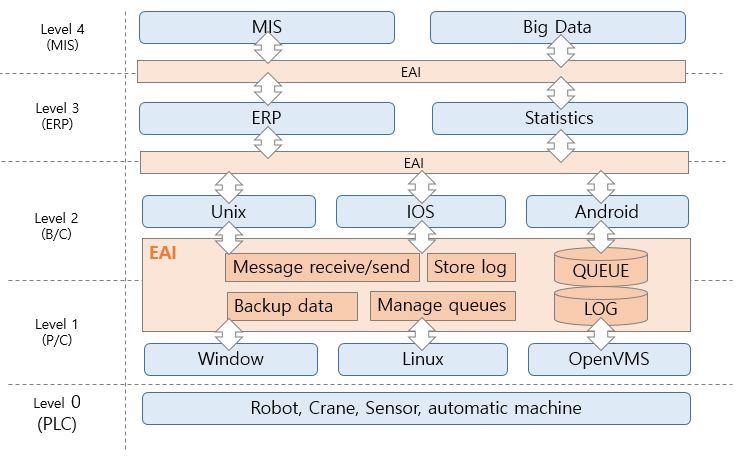 Level 4
(MIS)
MIS
Big Data
EAI
Level 3
(ERP)
ERP
Statistics
EAI
Level 2
(B/C)
Unix
IOS
Android
EAI
Message receive/send
Store log
QUEUE
Backup data
Manage queues
LOG
Level 1
(P/C)
Window
Linux
OpenVMS
Level 0
(PLC)
Robot, Crane, Sensor, automatic machine